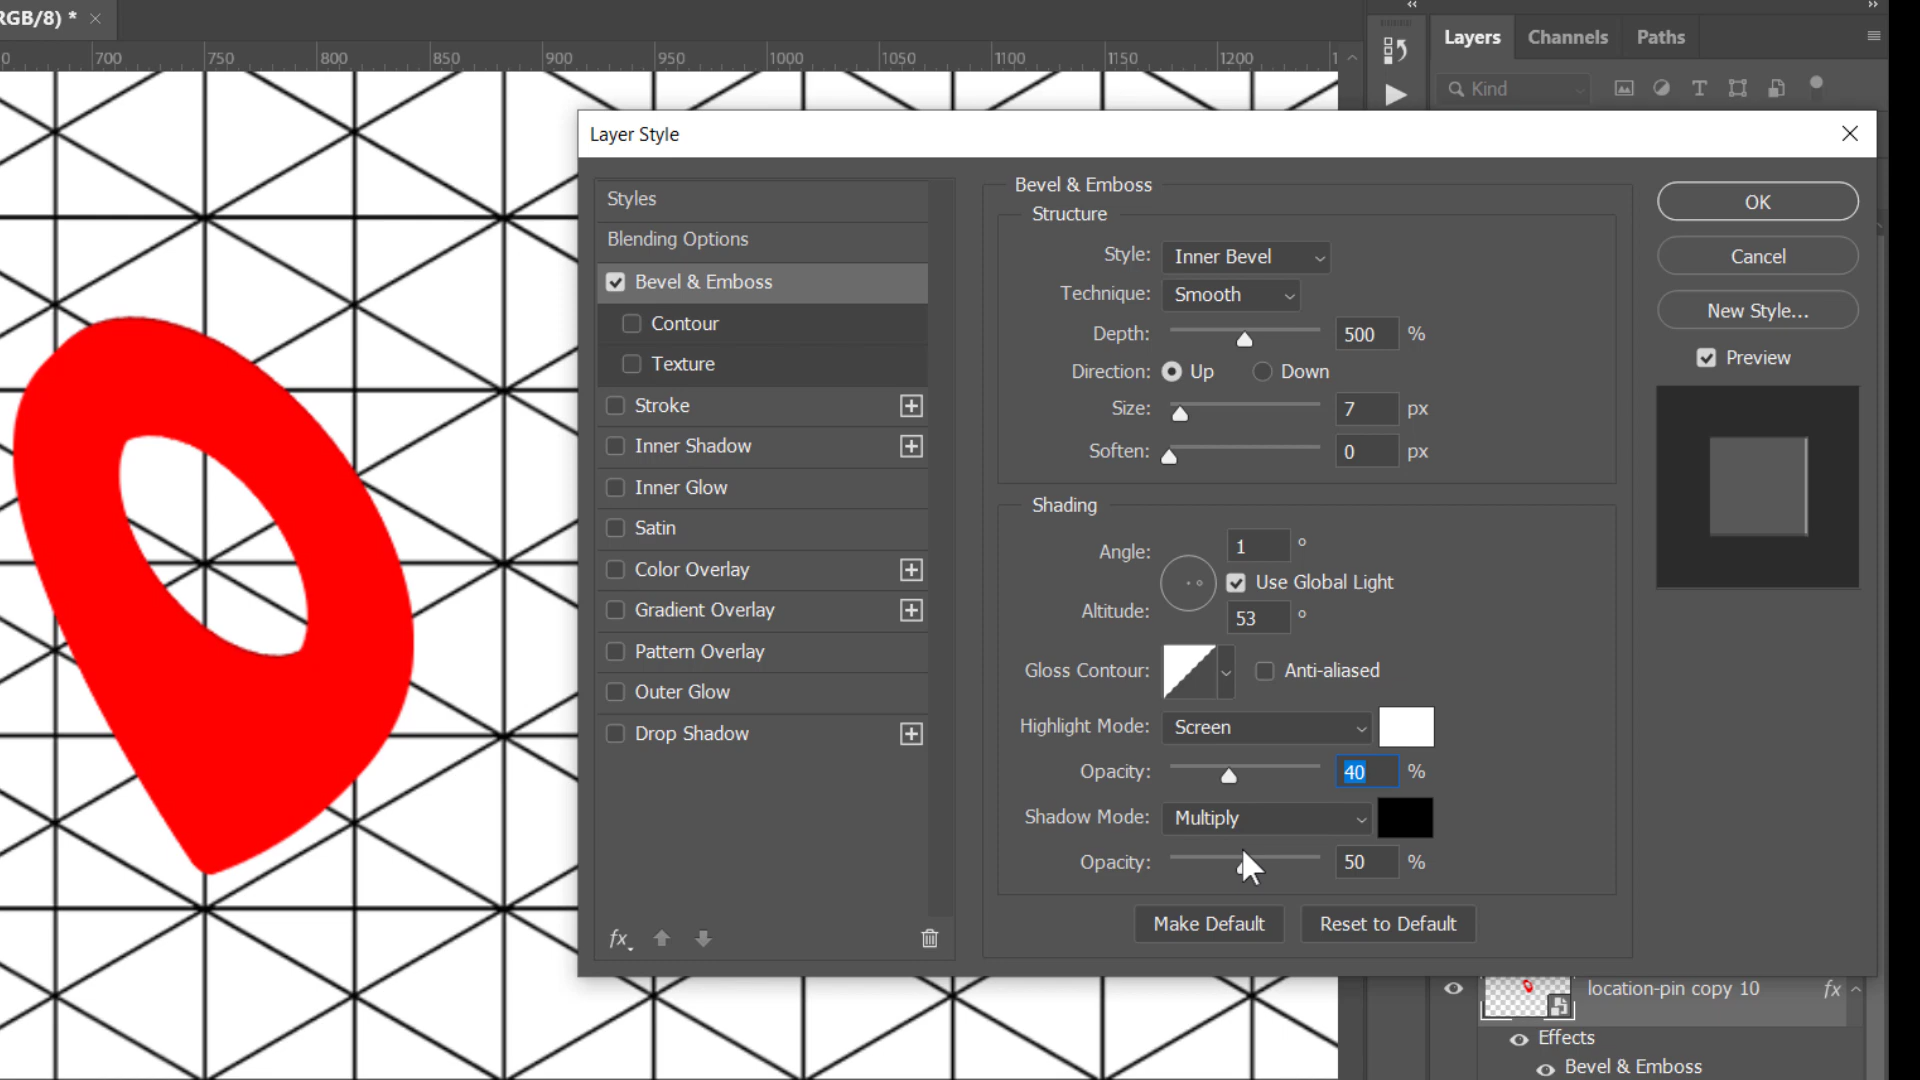 RGB/8) *
0
700
750
800
850
900
950
1000
1050
1100
1150
1200
1
Layers
Channels
Paths
Kind
Layer Style
Styles
Blending Options
Bevel & Emboss
Contour
Texture
Stroke
Inner Shadow
Inner Glow
Satin
Color Overlay
Gradient Overlay
Pattern Overlay
Outer Glow
Drop Shadow
fx
Bevel & Emboss
Structure
Style: Inner Bevel
Technique: Smooth
Depth: 500 %
Direction: Up Down
Size: 7 px
Soften: 0 px
Shading
Angle: 1 °
Use Global Light
Altitude: 53 °
Gloss Contour: Anti-aliased
Highlight Mode: Screen
Opacity: 40 %
Shadow Mode: Multiply
Opacity: 50 %
Make Default Reset to Default
OK
Cancel
New Style...
Preview
location-pin copy 10 fx
Effects
Bevel & Emboss